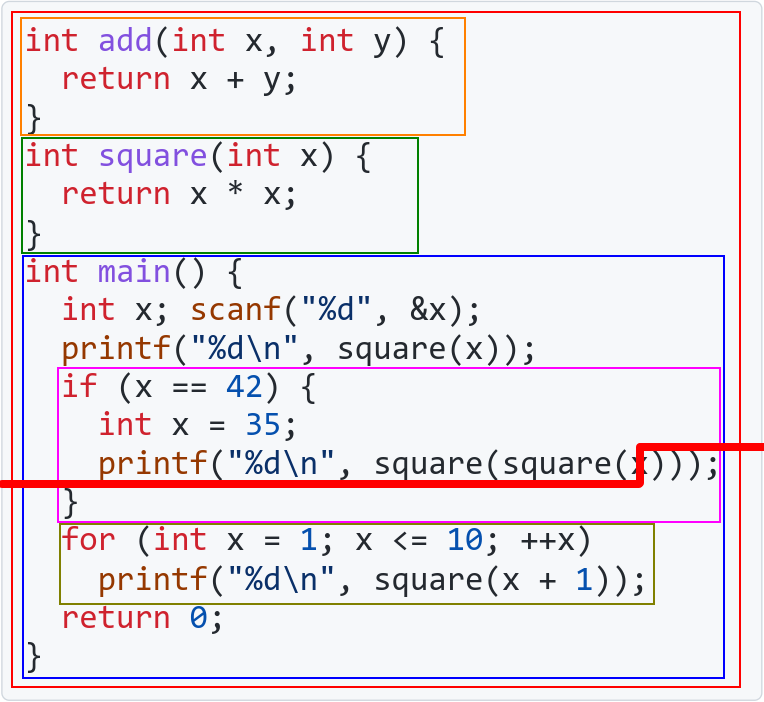 int add(int x, int y) {
  return x + y;
}
int square(int x) {
  return x * x;
}
int main() {
  int x; scanf("%d", &x);
  printf("%d\n", square(x));
  if (x == 42) {
    int x = 35;
    printf("%d\n", square(square(x)));
  }
  for (int x = 1; x <= 10; ++x)
    printf("%d\n", square(x + 1));
  return 0;
}